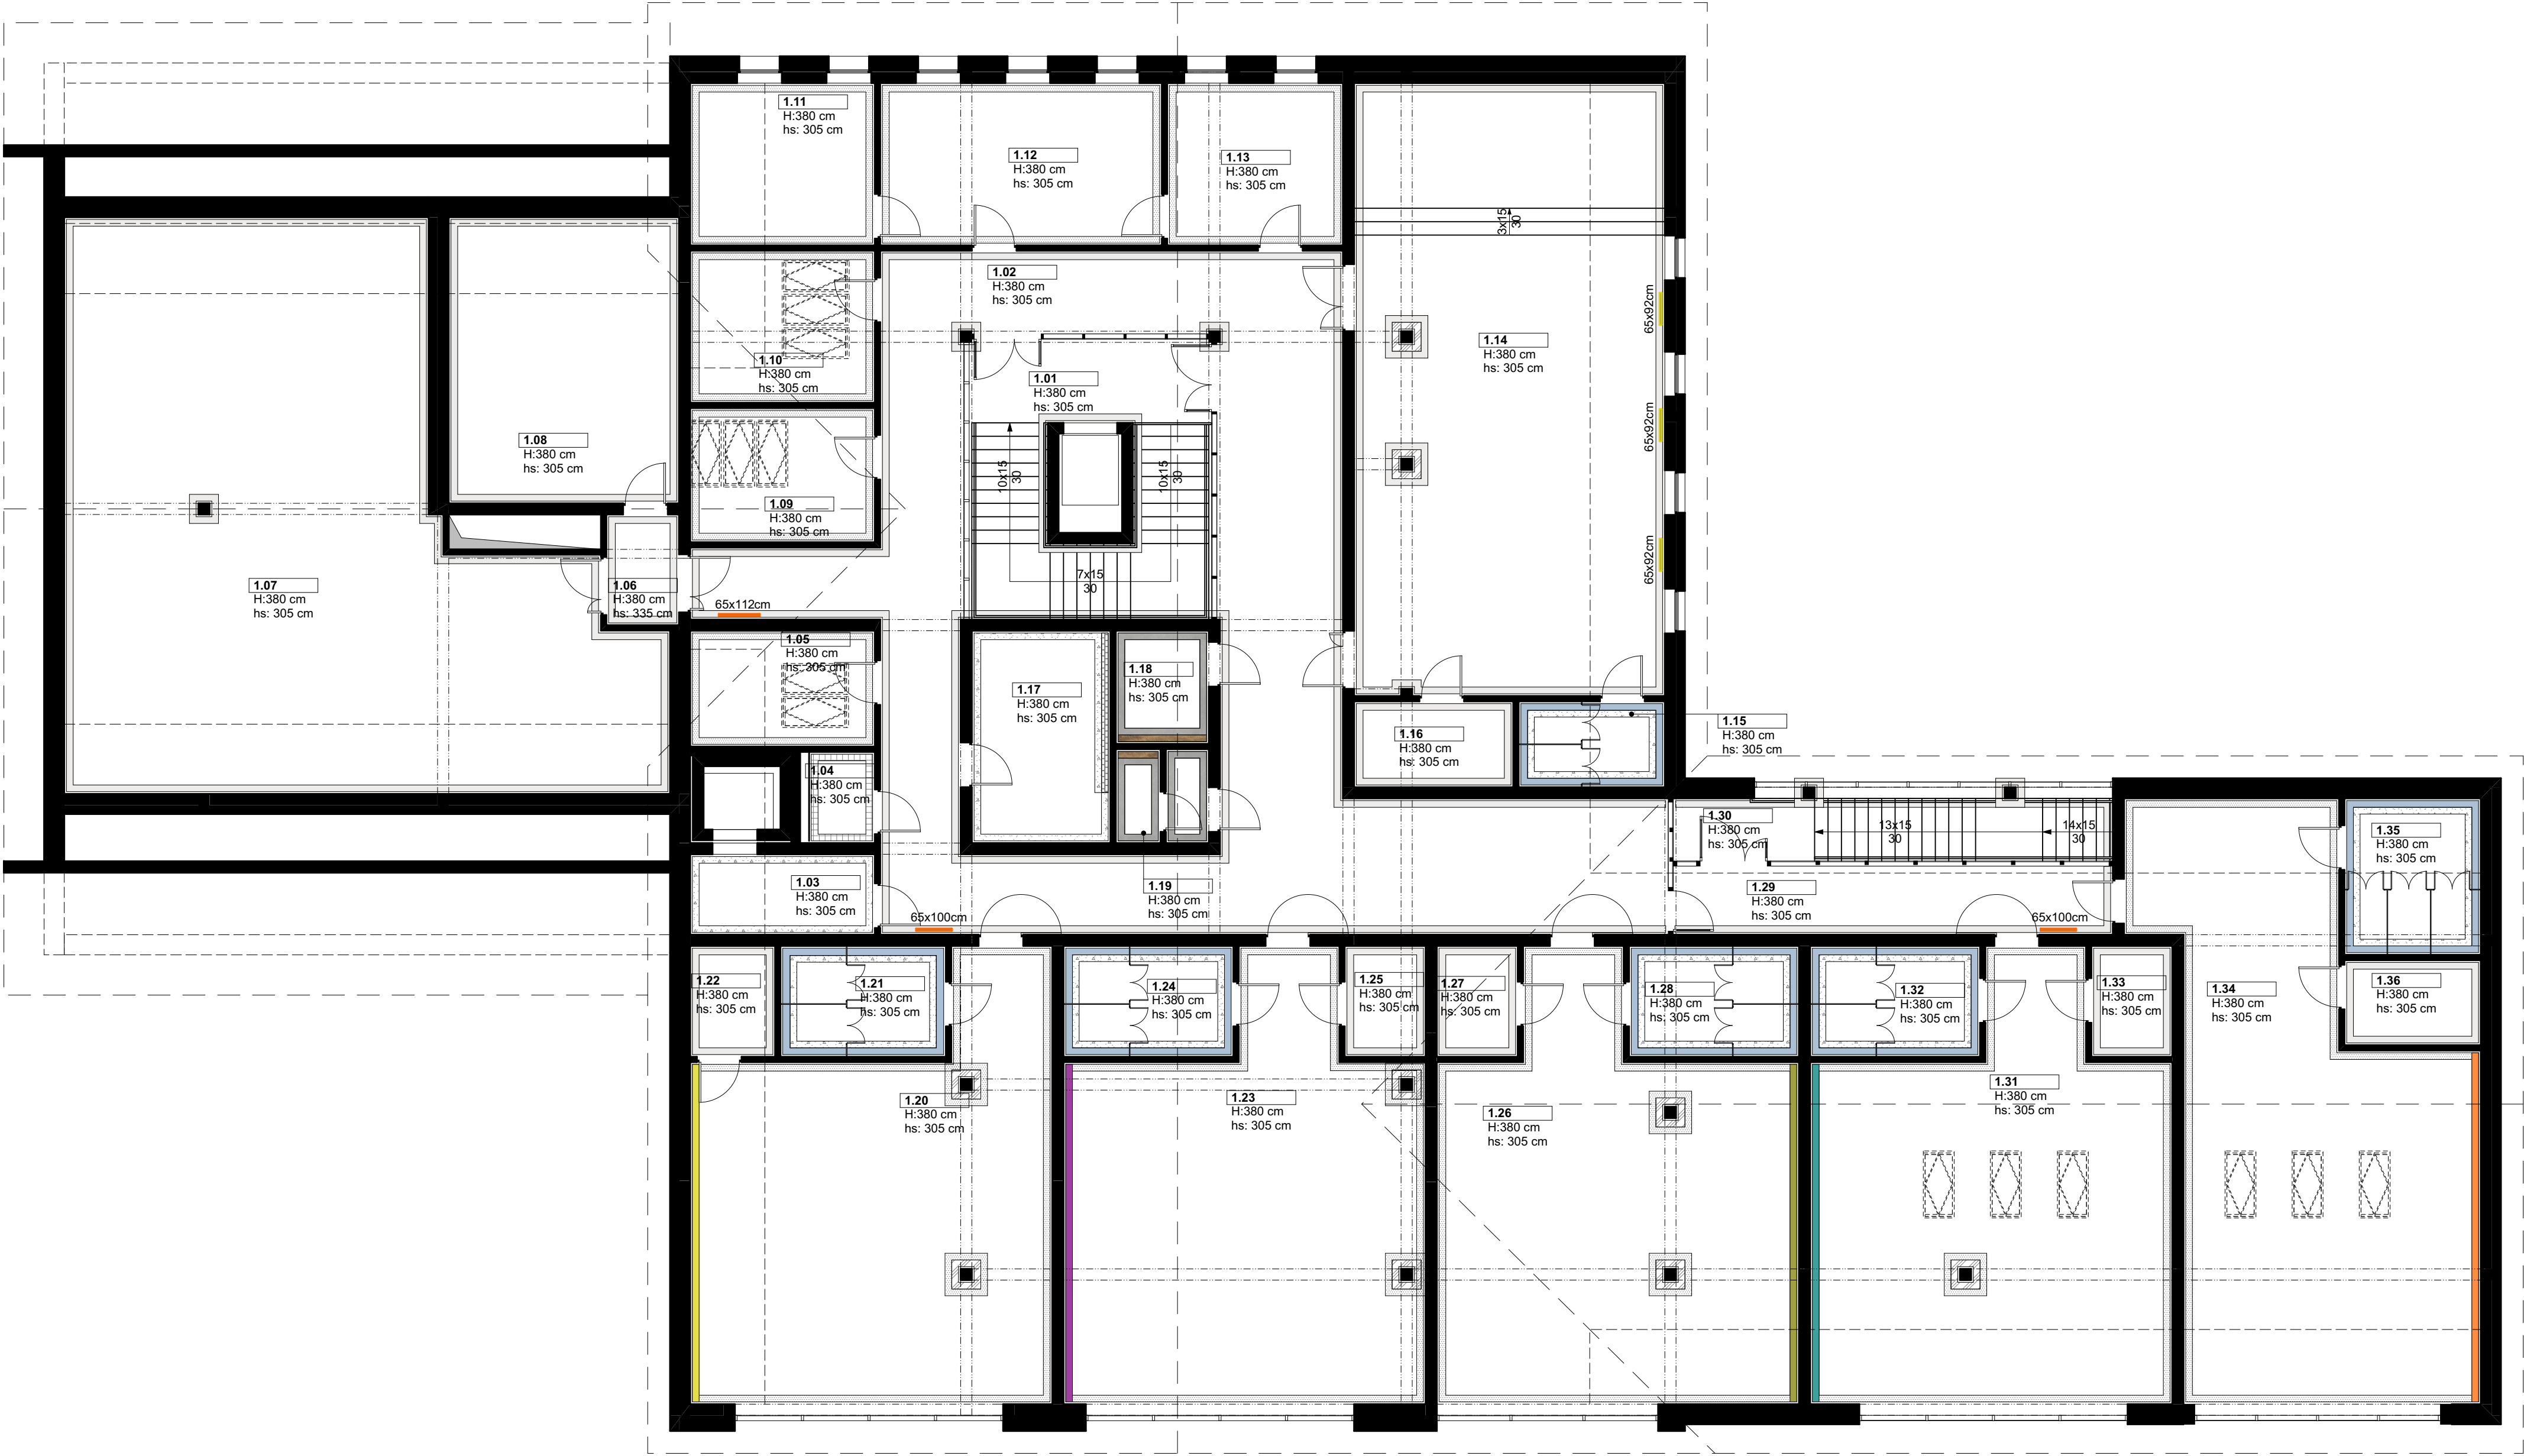 1.11
H:380 cm
hs: 305 cm
1.12
H:380 cm
hs: 305 cm
1.13
H:380 cm
hs: 305 cm
3x15
30
1.02
H:380 cm
hs: 305 cm
65x92cm
1.14
H:380 cm
hs: 305 cm
1.10
H:380 cm
hs: 305 cm
1.01
H:380 cm
hs: 305 cm
65x92cm
1.08
H:380 cm
hs: 305 cm
10x15
30
10x15
30
1.09
H:380 cm
hs: 305 cm
65x92cm
7x15
30
1.07
H:380 cm
hs: 305 cm
1.06
H:380 cm
hs: 335 cm
65x112cm
1.05
H:380 cm
hs: 305 cm
1.17
H:380 cm
hs: 305 cm
1.18
H:380 cm
hs: 305 cm
1.16
H:380 cm
hs: 305 cm
1.15
H:380 cm
hs: 305 cm
1.04
H:380 cm
hs: 305 cm
1.30
H:380 cm
hs: 305 cm
13x15
30
14x15
30
1.35
H:380 cm
hs: 305 cm
1.03
H:380 cm
hs: 305 cm
1.19
H:380 cm
hs: 305 cm
1.29
H:380 cm
hs: 305 cm
65x100cm
65x100cm
1.22
H:380 cm
hs: 305 cm
1.21
H:380 cm
hs: 305 cm
1.24
H:380 cm
hs: 305 cm
1.25
H:380 cm
hs: 305 cm
1.27
H:380 cm
hs: 305 cm
1.28
H:380 cm
hs: 305 cm
1.32
H:380 cm
hs: 305 cm
1.33
H:380 cm
hs: 305 cm
1.34
H:380 cm
hs: 305 cm
1.36
H:380 cm
hs: 305 cm
1.20
H:380 cm
hs: 305 cm
1.23
H:380 cm
hs: 305 cm
1.26
H:380 cm
hs: 305 cm
1.31
H:380 cm
hs: 305 cm